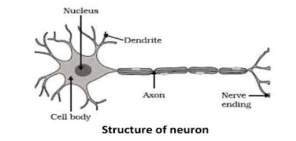 Nucleus
Dendrite
Axon
Nerve
ending
Cell body
Structure of neuron